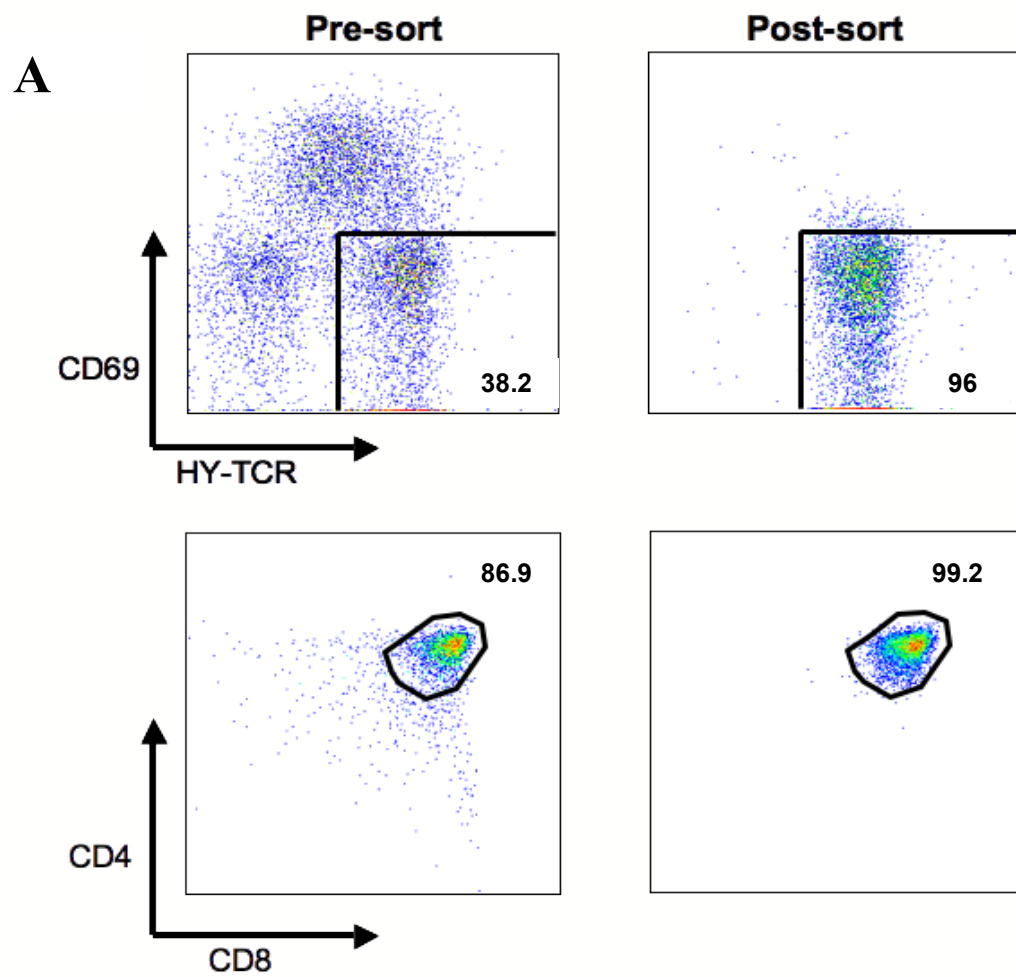 Pre-sort
Post-sort
A
CD69
38.2
96
HY-TCR
86.9
99.2
CD4
CD8